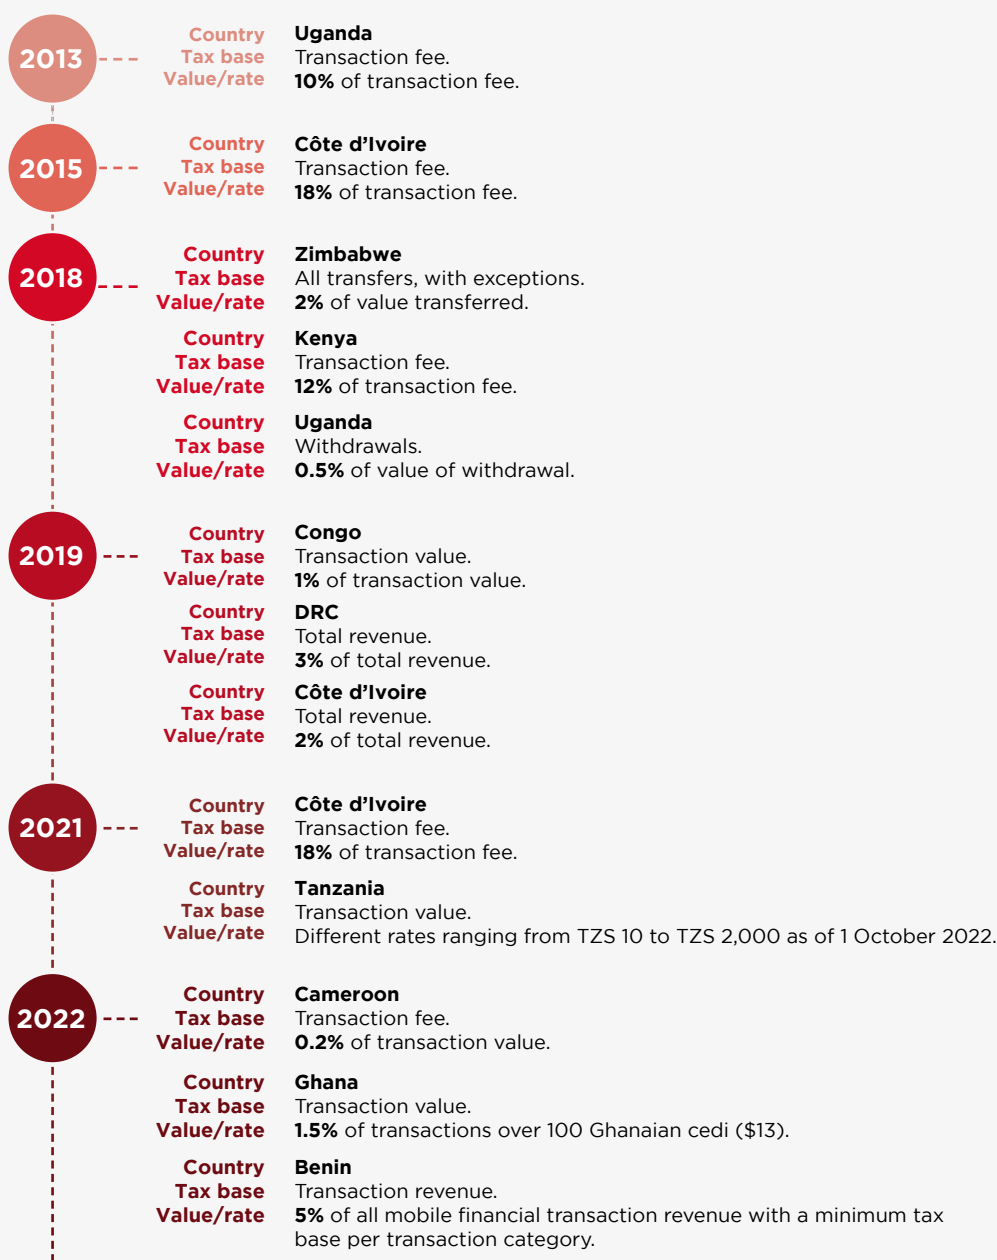 2013
Country Uganda
Tax base Transaction fee.
Value/rate 10% of transaction fee.
2015
Country Côte d’Ivoire
Tax base Transaction fee.
Value/rate 18% of transaction fee.
2018
Country Zimbabwe
Tax base All transfers, with exceptions.
Value/rate 2% of value transferred.
Country Kenya
Tax base Transaction fee.
Value/rate 12% of transaction fee.
Country Uganda
Tax base Withdrawals.
Value/rate 0.5% of value of withdrawal.
2019
Country Congo
Tax base Transaction value.
Value/rate 1% of transaction value.
Country DRC
Tax base Total revenue.
Value/rate 3% of total revenue.
Country Côte d’Ivoire
Tax base Total revenue.
Value/rate 2% of total revenue.
2021
Country Côte d’Ivoire
Tax base Transaction fee.
Value/rate 18% of transaction fee.
Country Tanzania
Tax base Transaction value.
Value/rate Different rates ranging from TZS 10 to TZS 2,000 as of 1 October 2022.
2022
Country Cameroon
Tax base Transaction fee.
Value/rate 0.2% of transaction value.
Country Ghana
Tax base Transaction value.
Value/rate 1.5% of transactions over 100 Ghanaian cedi ($13).
Country Benin
Tax base Transaction revenue.
Value/rate 5% of all mobile financial transaction revenue with a minimum tax
base per transaction category.